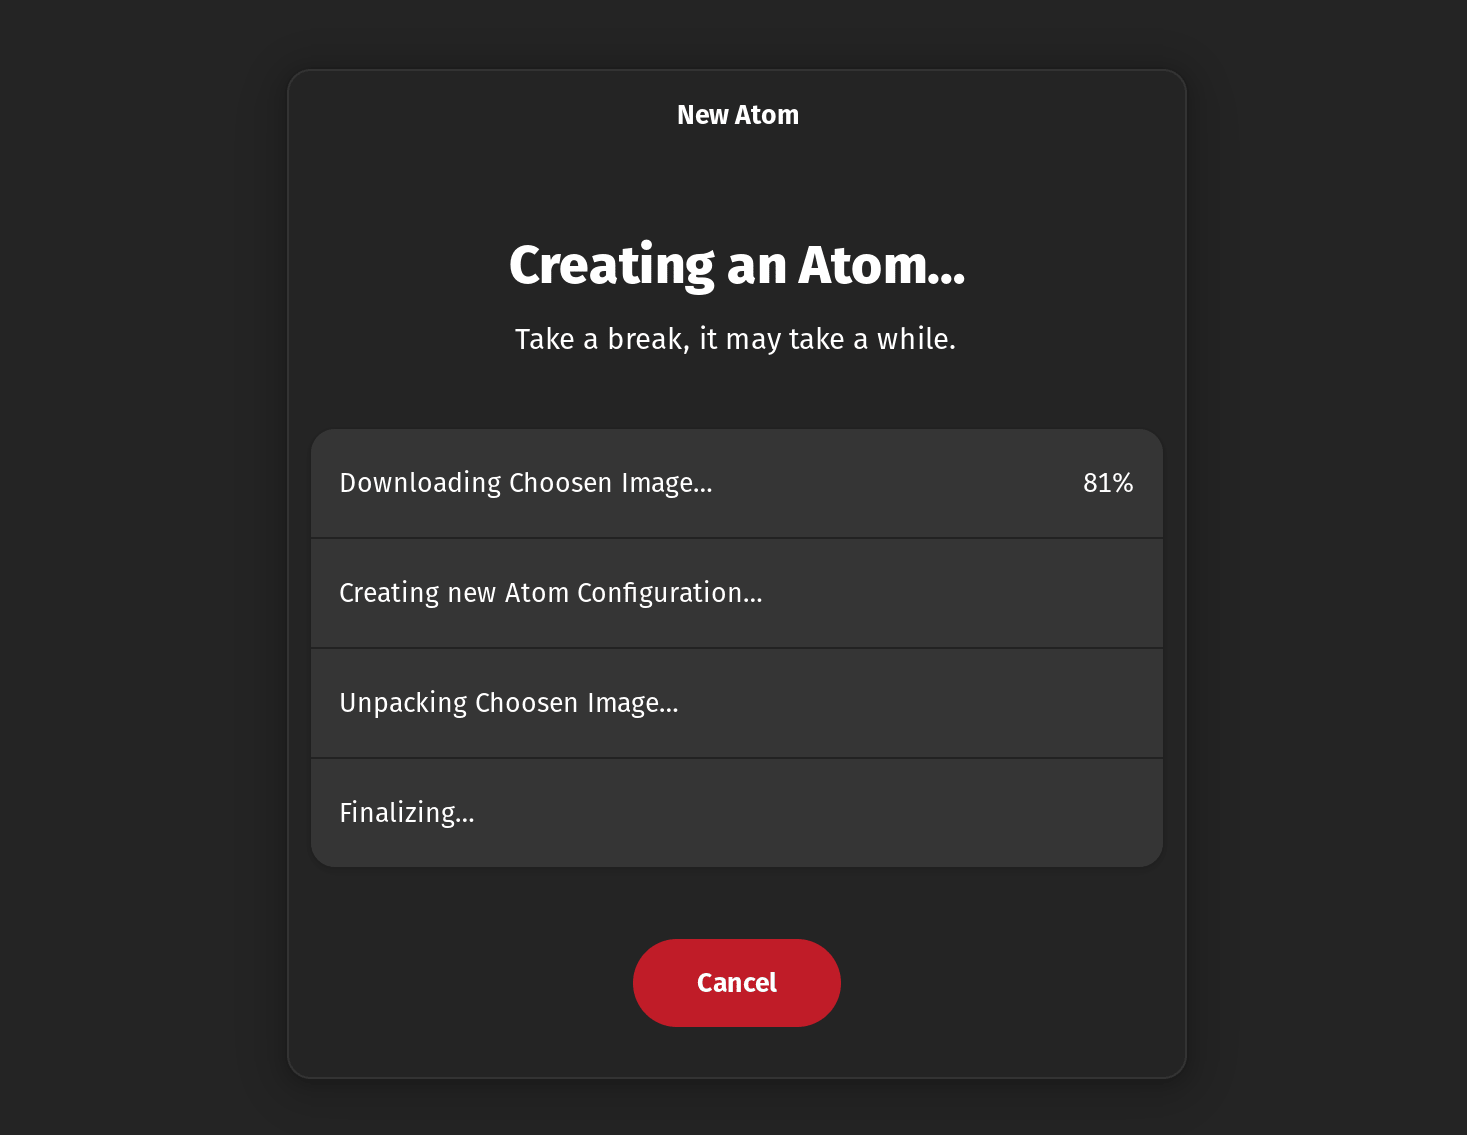 New Atom
Creating an Atom...
Take a break, it may take a while.
Downloading Choosen Image... 81%
Creating new Atom Configuration...
Unpacking Choosen Image...
Finalizing...
Cancel